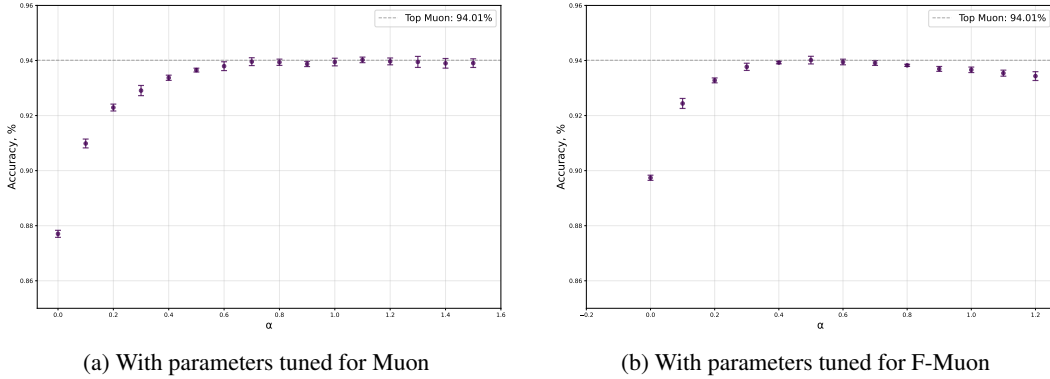 0.96
0.94
0.92
0.90
0.88
0.86
Accuracy, %
Top Muon: 94.01%
0.0 0.2 0.4 0.6 0.8 1.0 1.2 1.4 1.6
α
(a) With parameters tuned for Muon
0.96
0.94
0.92
0.90
0.88
0.86
Accuracy, %
Top Muon: 94.01%
−0.2 0.0 0.2 0.4 0.6 0.8 1.0 1.2
α
(b) With parameters tuned for F-Muon